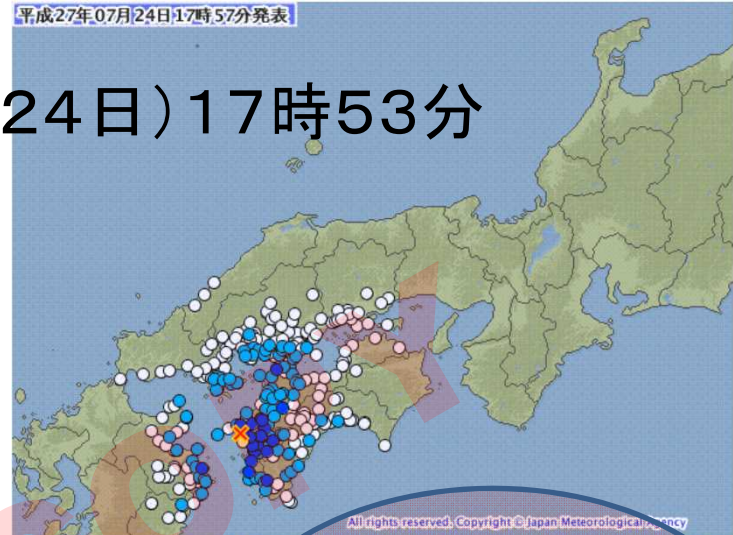 平成27年07月24日17時57分発表
24日)17時53分
All rights reserved. Copyright © Japan Meteorological Agency